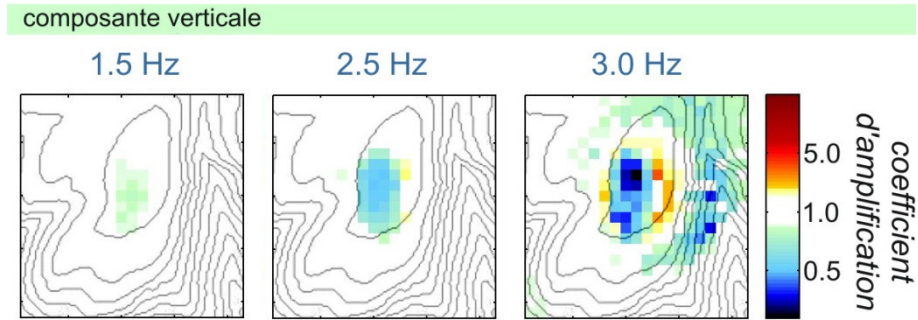 composante verticale
1.5 Hz
2.5 Hz
3.0 Hz
5.0
1.0
0.5
coefficient
d'amplification